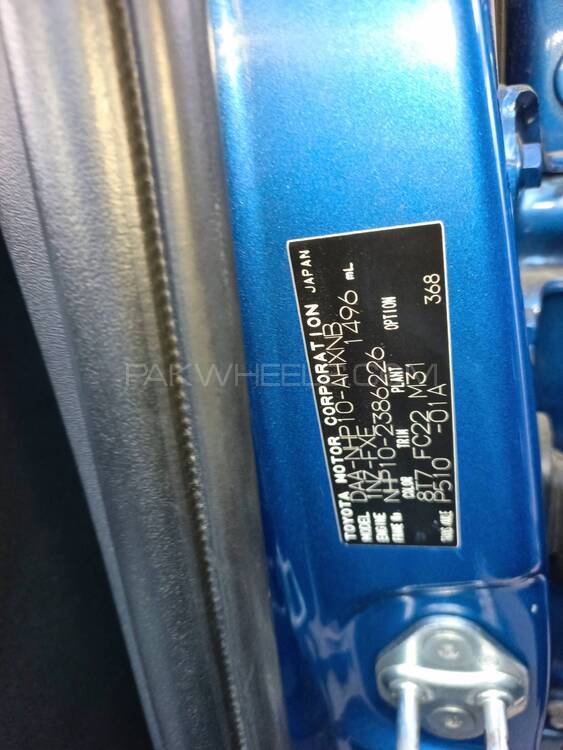 TOYOTA MOTOR CORPORATION JAPAN
MODEL DAA-NHP10-AHXNB
ENGINE 1NZ-FXE 1496 mL
FRAME No. NHP10-2386226
COLOR TRIM PLANT OPTION
8T7 FC22 M31 368
TRANS./AXLE P510 -01A
PAKWHEELS.COM